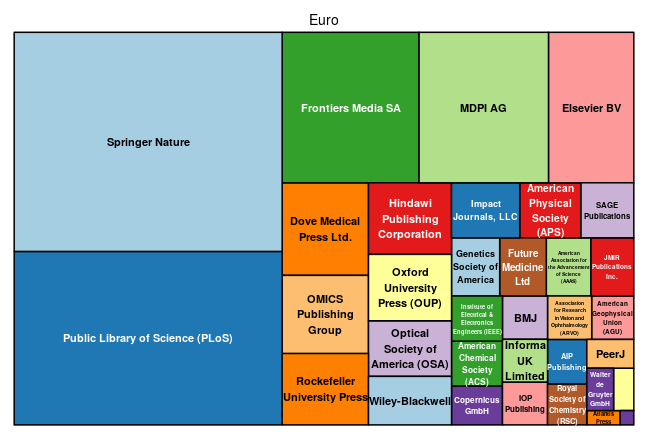 Euro
Springer Nature
Public Library of Science (PLoS)
Frontiers Media SA
MDPI AG
Elsevier BV
Dove Medical
Press Ltd.
OMICS
Publishing
Group
Rockefeller
University Press
Hindawi
Publishing
Corporation
Oxford
University
Press (OUP)
Optical
Society of
America (OSA)
Wiley-Blackwell
Impact
Journals, LLC
American
Physical
Society
(APS)
SAGE
Publications
Genetics
Society of
America
Future
Medicine
Ltd
American
Association for
the Advancement
of Science
(AAAS)
JMIR
Publications
Inc.
Institute of
Electrical &
Electronics
Engineers (IEEE)
American
Chemical
Society
(ACS)
Copernicus
GmbH
BMJ
Informa
UK
Limited
IOP
Publishing
Association
for Research
in Vision and
Ophthalmology
(ARVO)
American
Geophysical
Union
(AGU)
AIP
Publishing
Royal
Society of
Chemistry
(RSC)
PeerJ
Walter
de
Gruyter
GmbH
Atlantis
Press